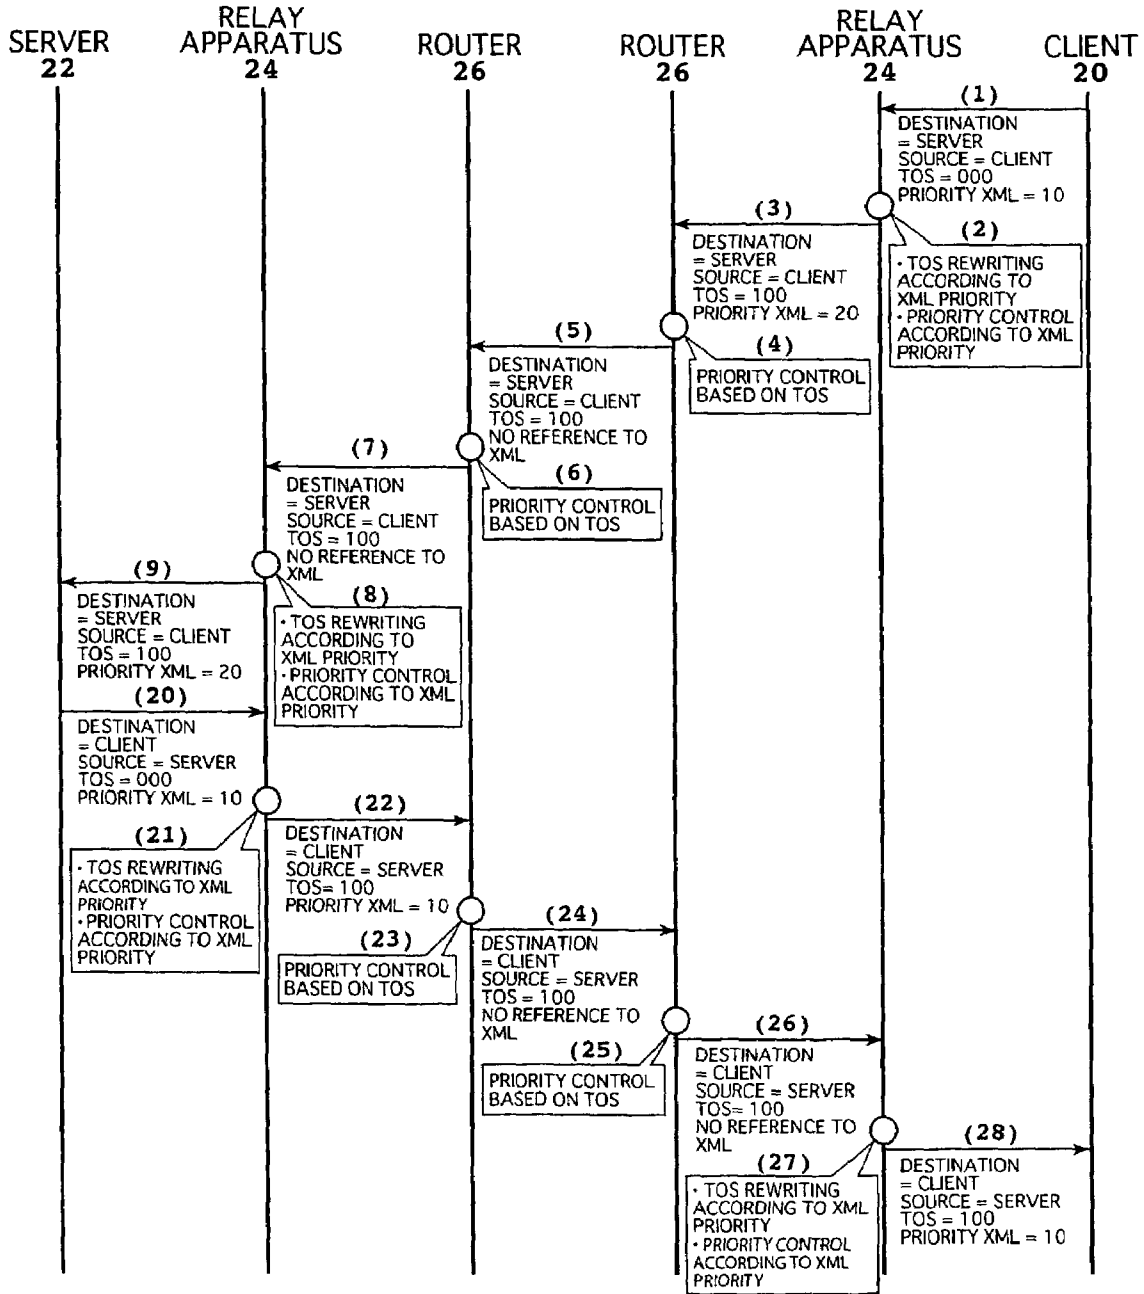 SERVER
22
RELAY
APPARATUS
24
ROUTER
26
ROUTER
26
RELAY
APPARATUS
24
CLIENT
20
(1)
DESTINATION
= SERVER
SOURCE = CLIENT
TOS = 000
PRIORITY XML = 10
(2)
· TOS REWRITING
ACCORDING TO
XML PRIORITY
· PRIORITY CONTROL
ACCORDING TO XML
PRIORITY
(3)
DESTINATION
= SERVER
SOURCE = CLIENT
TOS = 100
PRIORITY XML = 20
(4)
PRIORITY CONTROL
BASED ON TOS
(5)
DESTINATION
= SERVER
SOURCE = CLIENT
TOS = 100
NO REFERENCE TO
XML
(6)
PRIORITY CONTROL
BASED ON TOS
(7)
DESTINATION
= SERVER
SOURCE = CLIENT
TOS = 100
NO REFERENCE TO
XML
(8)
· TOS REWRITING
ACCORDING TO
XML PRIORITY
· PRIORITY CONTROL
ACCORDING TO XML
PRIORITY
(9)
DESTINATION
= SERVER
SOURCE = CLIENT
TOS = 100
PRIORITY XML = 20
(20)
DESTINATION
= CLIENT
SOURCE = SERVER
TOS = 000
PRIORITY XML = 10
(21)
· TOS REWRITING
ACCORDING TO XML
PRIORITY
· PRIORITY CONTROL
ACCORDING TO XML
PRIORITY
(22)
DESTINATION
= CLIENT
SOURCE = SERVER
TOS= 100
PRIORITY XML = 10
(23)
PRIORITY CONTROL
BASED ON TOS
(24)
DESTINATION
= CLIENT
SOURCE = SERVER
TOS = 100
NO REFERENCE TO
XML
(25)
PRIORITY CONTROL
BASED ON TOS
(26)
DESTINATION
= CLIENT
SOURCE = SERVER
TOS= 100
NO REFERENCE TO
XML
(27)
· TOS REWRITING
ACCORDING TO XML
PRIORITY
· PRIORITY CONTROL
ACCORDING TO XML
PRIORITY
(28)
DESTINATION
= CLIENT
SOURCE = SERVER
TOS = 100
PRIORITY XML = 10